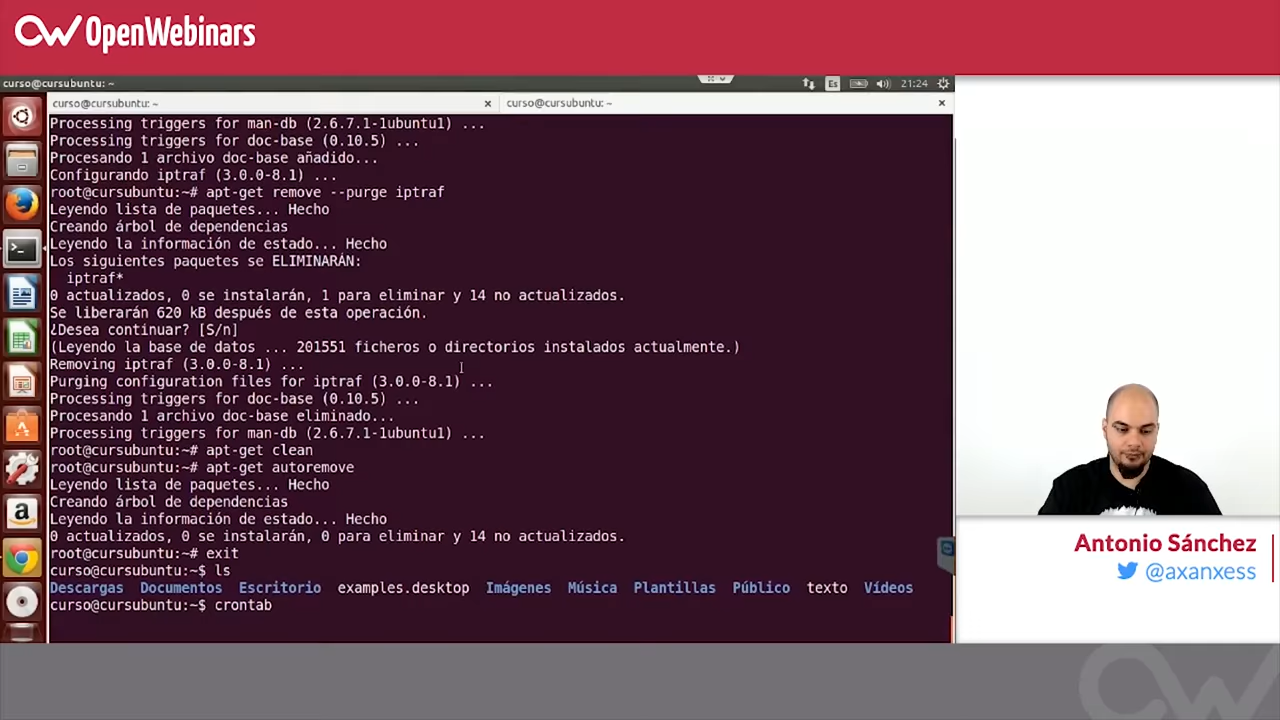 OpenWebinars
curso@cursubuntu: ~
Es
21:24
curso@cursubuntu: ~
curso@cursubuntu: ~
Processing triggers for man-db (2.6.7.1-1ubuntu1) ...
Processing triggers for doc-base (0.10.5) ...
Procesando 1 archivo doc-base añadido...
Configurando iptraf (3.0.0-8.1) ...
root@cursubuntu:~# apt-get remove --purge iptraf
Leyendo lista de paquetes... Hecho
Creando árbol de dependencias
Leyendo la información de estado... Hecho
Los siguientes paquetes se ELIMINARÁN:
iptraf*
0 actualizados, 0 se instalarán, 1 para eliminar y 14 no actualizados.
Se liberarán 620 kB después de esta operación.
¿Desea continuar? [S/n]
(Leyendo la base de datos ... 201551 ficheros o directorios instalados actualmente.)
Removing iptraf (3.0.0-8.1) ...
Purging configuration files for iptraf (3.0.0-8.1) ...
Processing triggers for doc-base (0.10.5) ...
Procesando 1 archivo doc-base eliminado...
Processing triggers for man-db (2.6.7.1-1ubuntu1) ...
root@cursubuntu:~# apt-get clean
root@cursubuntu:~# apt-get autoremove
Leyendo lista de paquetes... Hecho
Creando árbol de dependencias
Leyendo la información de estado... Hecho
0 actualizados, 0 se instalarán, 0 para eliminar y 14 no actualizados.
root@cursubuntu:~# exit
curso@cursubuntu:~$ ls
Descargas Documentos Escritorio examples.desktop Imágenes Música Plantillas Público texto Vídeos
curso@cursubuntu:~$ crontab
Antonio Sánchez
@axanxess